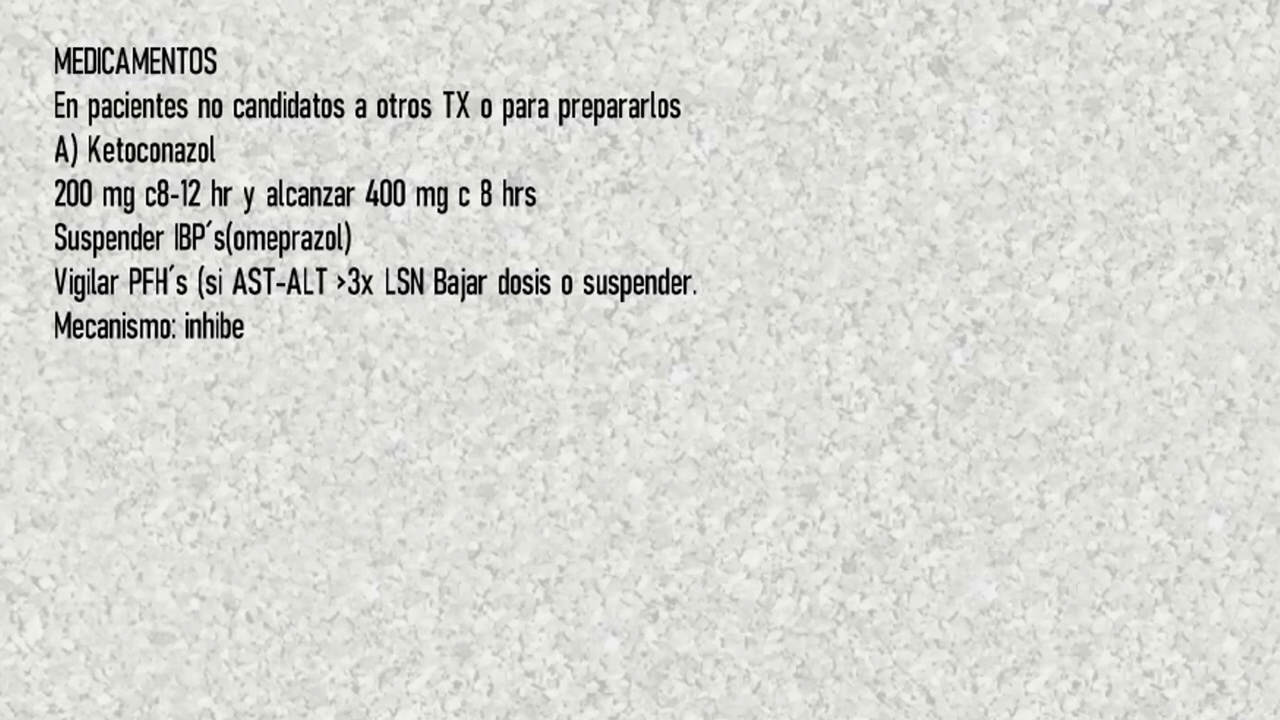 MEDICAMENTOS
En pacientes no candidatos a otros TX o para prepararlos
A) Ketoconazol
200 mg c8-12 hr y alcanzar 400 mg c 8 hrs
Suspender IBP´s(omeprazol)
Vigilar PFH´s (si AST-ALT >3x LSN Bajar dosis o suspender.
Mecanismo: inhibe